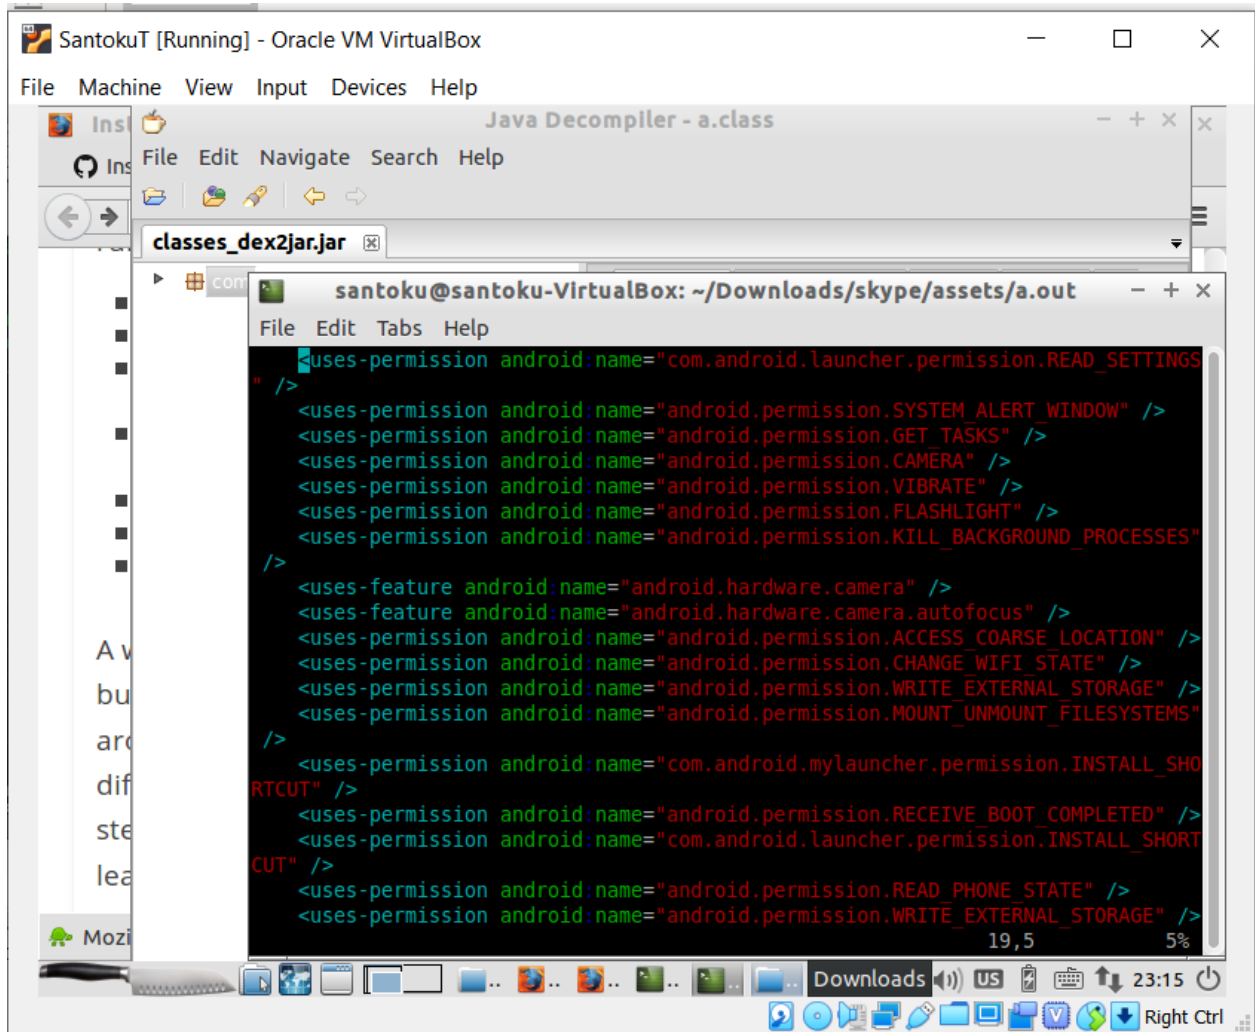 SantokuT [Running] - Oracle VM VirtualBox
File Machine View Input Devices Help
Inst
Java Decompiler - a.class
Ins
File Edit Navigate Search Help
classes_dex2jar.jar
com
santoku@santoku-VirtualBox: ~/Downloads/skype/assets/a.out
File Edit Tabs Help
<uses-permission android:name="com.android.launcher.permission.READ_SETTINGS
" />
<uses-permission android:name="android.permission.SYSTEM_ALERT_WINDOW" />
<uses-permission android:name="android.permission.GET_TASKS" />
<uses-permission android:name="android.permission.CAMERA" />
<uses-permission android:name="android.permission.VIBRATE" />
<uses-permission android:name="android.permission.FLASHLIGHT" />
<uses-permission android:name="android.permission.KILL_BACKGROUND_PROCESSES"
/>
<uses-feature android:name="android.hardware.camera" />
<uses-feature android:name="android.hardware.camera.autofocus" />
<uses-permission android:name="android.permission.ACCESS_COARSE_LOCATION" />
<uses-permission android:name="android.permission.CHANGE_WIFI_STATE" />
<uses-permission android:name="android.permission.WRITE_EXTERNAL_STORAGE" />
<uses-permission android:name="android.permission.MOUNT_UNMOUNT_FILESYSTEMS"
/>
<uses-permission android:name="com.android.mylauncher.permission.INSTALL_SHO
RTCUT" />
<uses-permission android:name="android.permission.RECEIVE_BOOT_COMPLETED" />
<uses-permission android:name="com.android.launcher.permission.INSTALL_SHORT
CUT" />
<uses-permission android:name="android.permission.READ_PHONE_STATE" />
<uses-permission android:name="android.permission.WRITE_EXTERNAL_STORAGE" />
19,5 5%
A w
bu
arc
dif
ste
lea
Mozi
.. .. .. .. .. .. Downloads US 23:15
Right Ctrl